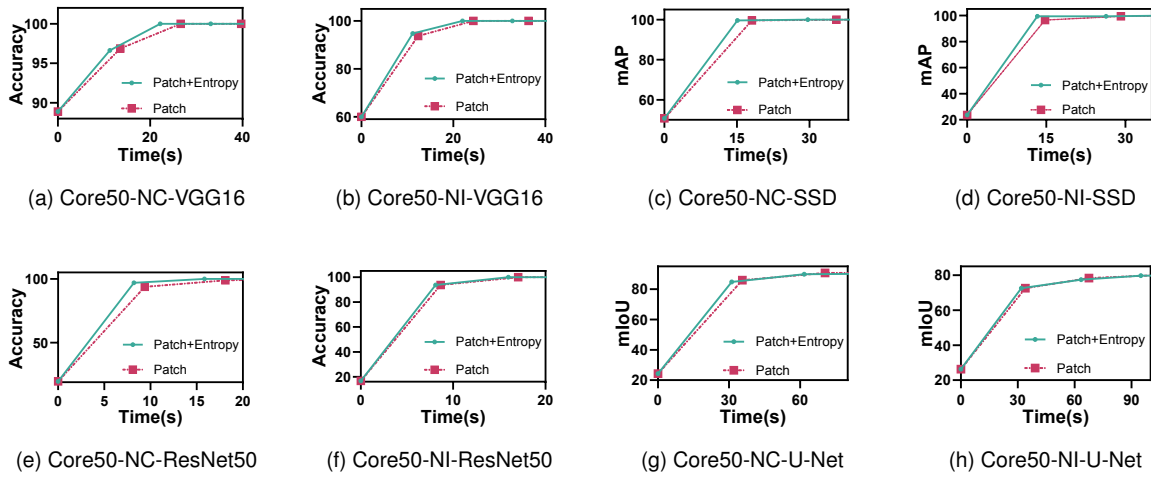 Accuracy
100
95
90
0
20
40
Time(s)
Patch+Entropy
Patch
(a) Core50-NC-VGG16
Accuracy
100
80
60
0
10
20
30
40
Time(s)
Patch+Entropy
Patch
(b) Core50-NI-VGG16
mAP
100
80
60
0
15
30
Time(s)
Patch+Entropy
Patch
(c) Core50-NC-SSD
mAP
100
80
60
40
20
0
15
30
Time(s)
Patch+Entropy
Patch
(d) Core50-NI-SSD
Accuracy
100
50
0
5
10
15
20
Time(s)
Patch+Entropy
Patch
(e) Core50-NC-ResNet50
Accuracy
100
80
60
40
20
0
10
20
Time(s)
Patch+Entropy
Patch
(f) Core50-NI-ResNet50
mIoU
80
60
40
20
0
30
60
Time(s)
Patch+Entropy
Patch
(g) Core50-NC-U-Net
mIoU
80
60
40
20
0
30
60
90
Time(s)
Patch+Entropy
Patch
(h) Core50-NI-U-Net